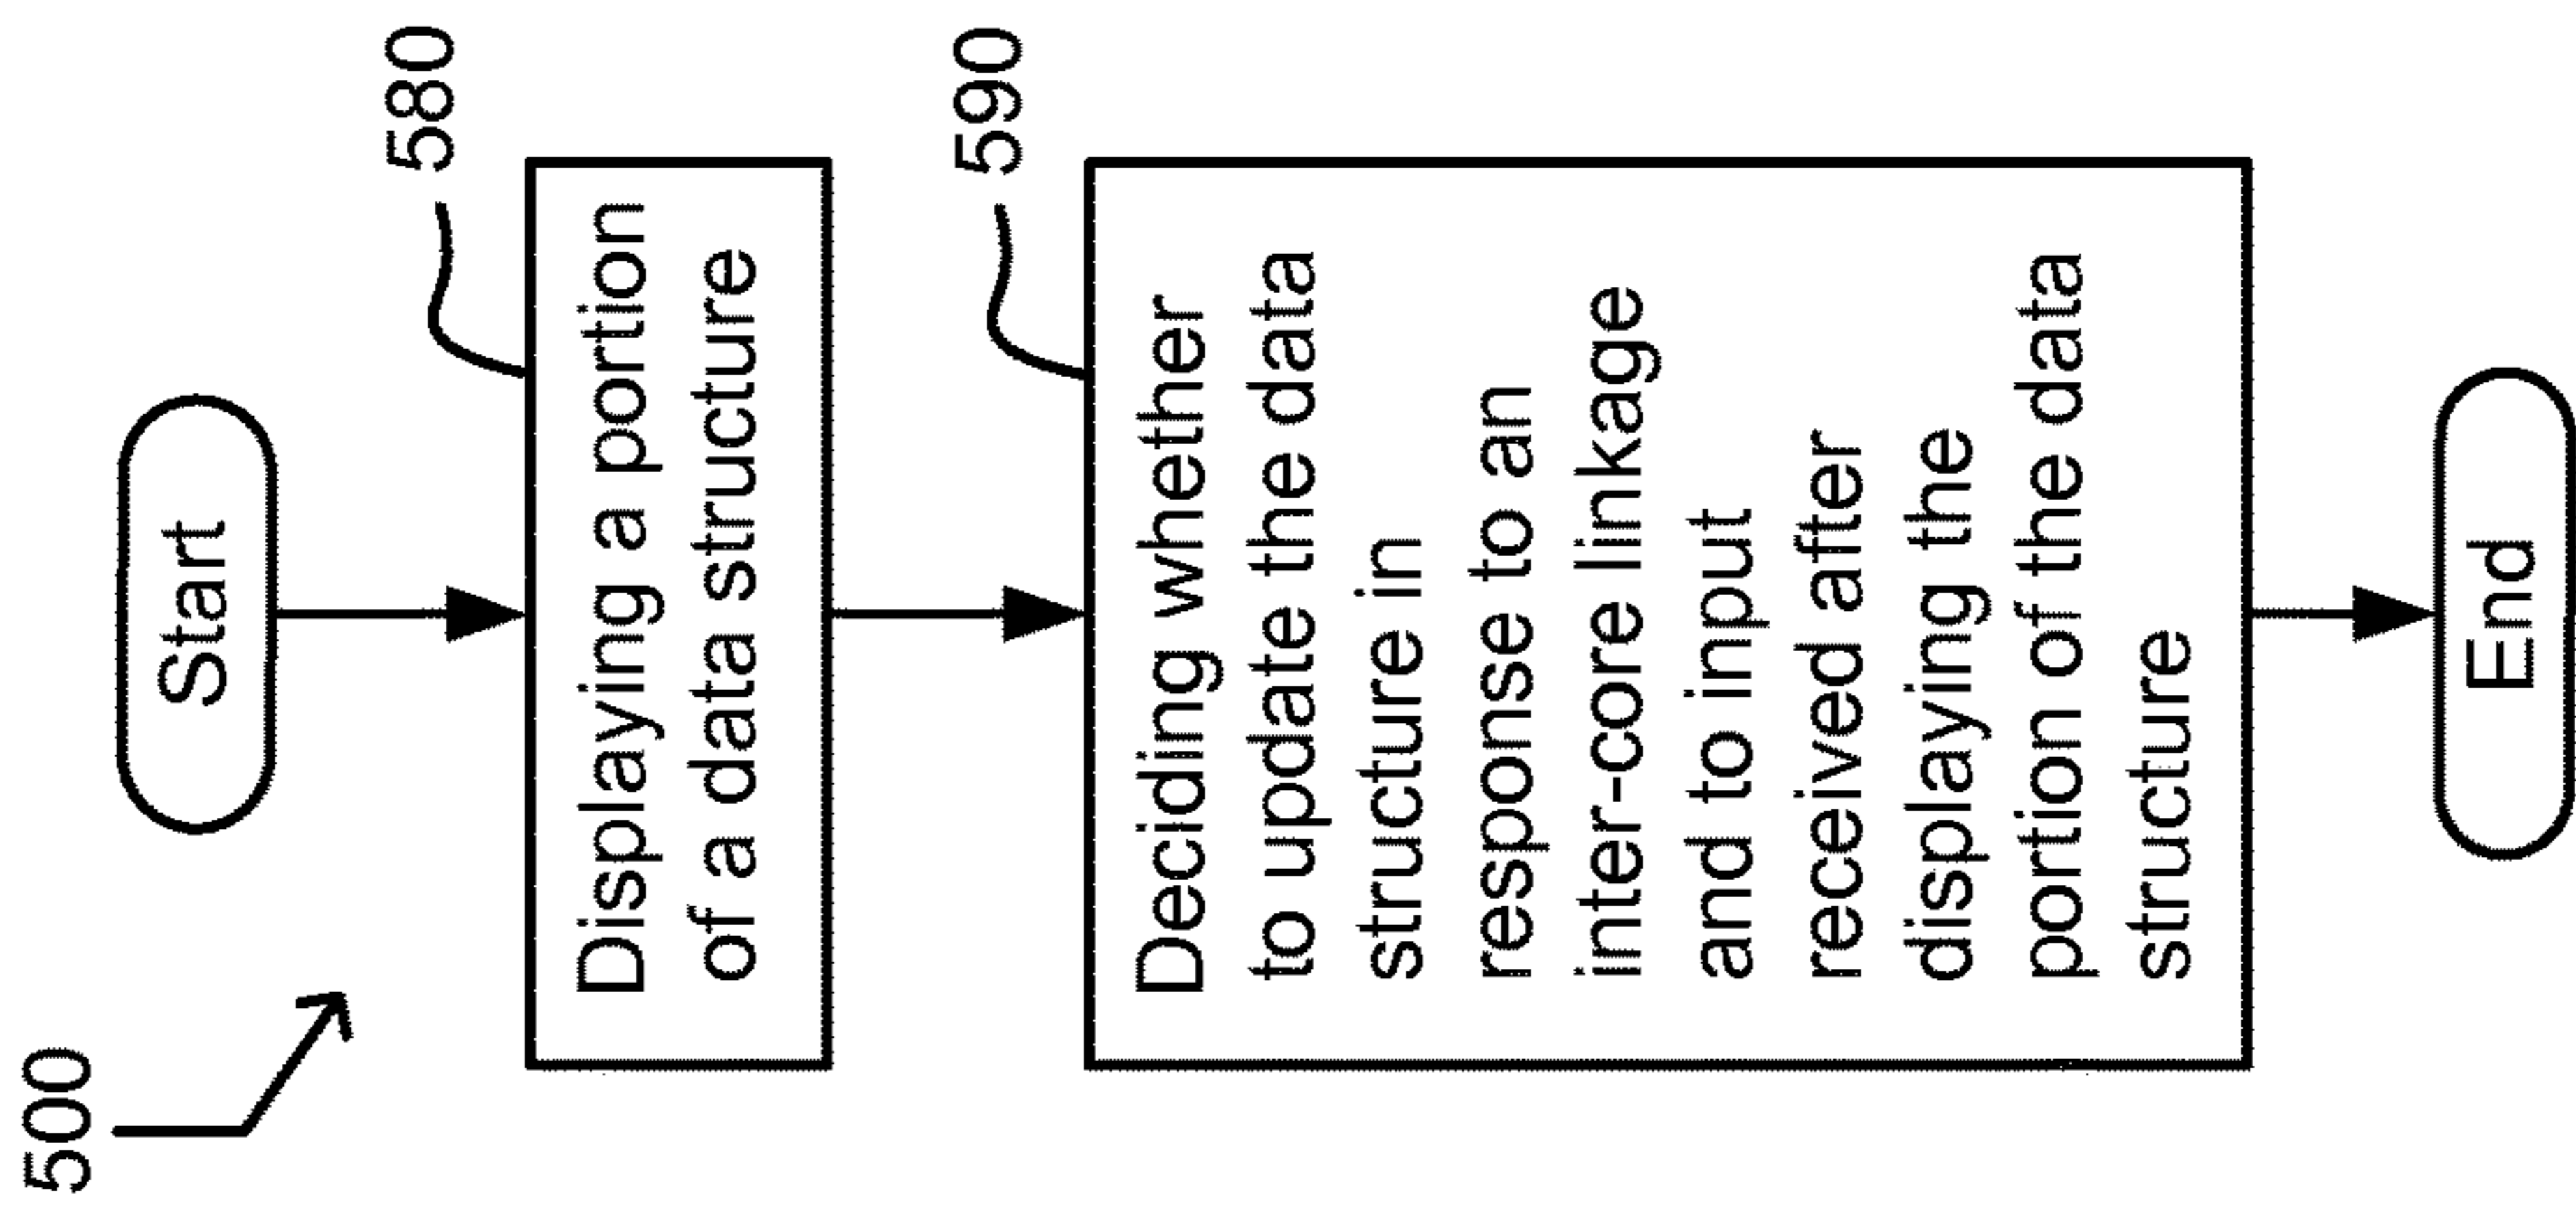 500
Start
580
Displaying a portion
of a data structure
590
Deciding whether
to update the data
structure in
response to an
inter-core linkage
and to input
received after
displaying the
portion of the data
structure
End